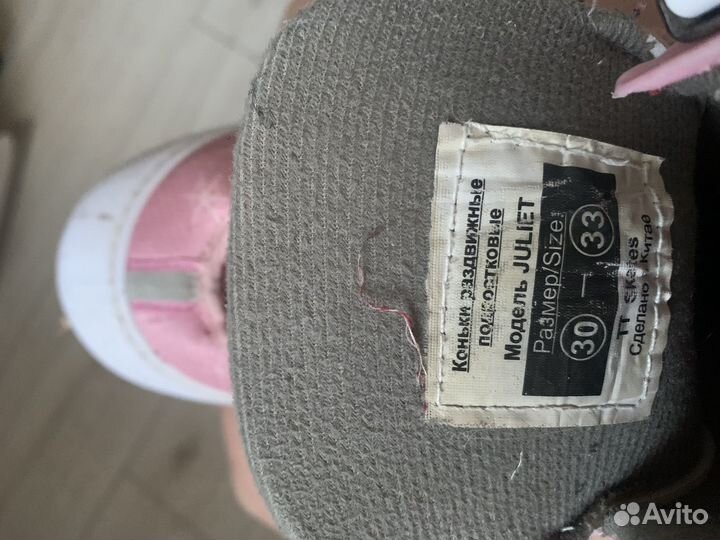 Коньки раздвижные
подростковые
Модель JULIET
Размер/Size:
30 — 33
TT Skates
Сделано в Китае
Avito